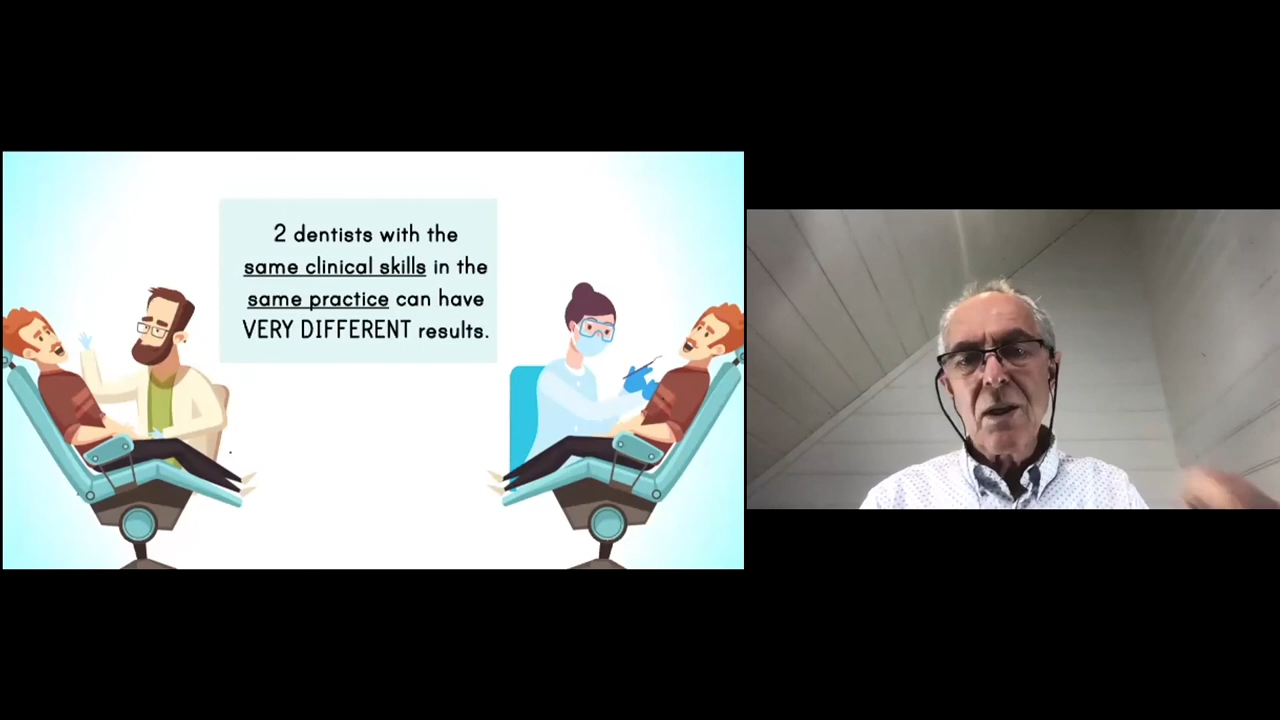 2 dentists with the
same clinical skills in the
same practice can have
VERY DIFFERENT results.